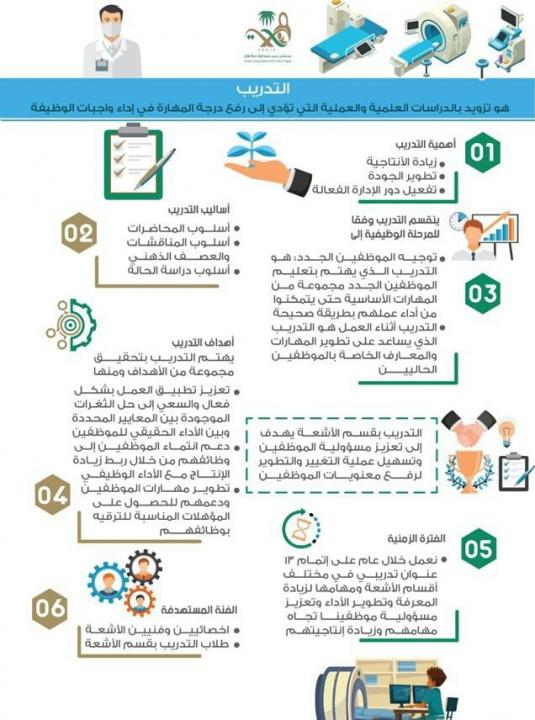 التدريب
هو تزويد بالدراسات العلمية والعملية التي تؤدي إلى رفع درجة المهارة في إداء واجبات الوظيفة
01
أهمية التدريب
• زيادة الأنتاجية
• تطوير الجودة
• تفعيل دور الإدارة الفعالة
02
أساليب التدريب
• أسلوب المحاضرات
• أسلوب المناقشات
والعصف الذهني
• أسلوب دراسة الحالة
03
ينقسم التدريب وفقا
للمرحلة الوظيفية إلى
• توجيه الموظفين الجدد: هو
التدريب الذي يهتم بتعليم
الموظفين الجدد مجموعة من
المهارات الأساسية حتى يتمكنوا
من أداء عملهم بطريقة صحيحة
• التدريب أثناء العمل هو التدريب
الذي يساعد على تطوير المهارات
والمعارف الخاصة بالموظفين
الحاليين
04
أهداف التدريب
يهتم التدريب بتحقيق
مجموعة من الأهداف ومنها
• تعزيز تطبيق العمل بشكل
فعال والسعي إلى حل الثغرات
الموجودة بين المعايير المحددة
وبين الأداء الحقيقي للموظفين
• دعم انتماء الموظفين إلى
وظائفهم من خلال ربط زيادة
الإنتاج مع الأداء الوظيفي
• تطوير مهارات الموظفين
ودعمهم للحصول على
المؤهلات المناسبة للترقيه
بوظائفهم
التدريب بقسم الأشعة يهدف
إلى تعزيز مسؤولية الموظفين
وتسهيل عملية التغيير والتطوير
لرفع معنويات الموظفين
05
الفترة الزمنية
• نعمل خلال عام على إتمام ١٣
عنوان تدريبي في مختلف
أقسام الأشعة ومهامها لزيادة
المعرفة وتطوير الأداء وتعزيز
مسؤولية موظفينا تجاه
مهامهم وزيادة إنتاجيتهم
06
الفئة المستهدفة
• اخصائيين وفنيين الأشعة
• طلاب التدريب بقسم الأشعة